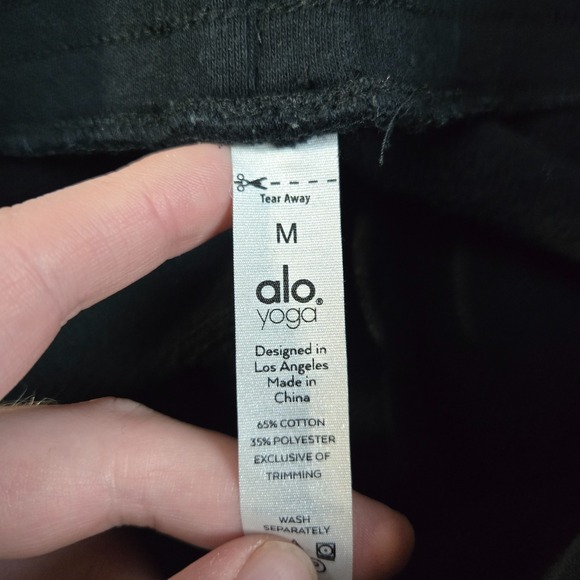 Tear Away
M
alo®
yoga
Designed in
Los Angeles
Made in
China
65% COTTON
35% POLYESTER
EXCLUSIVE OF
TRIMMING
WASH
SEPARATELY